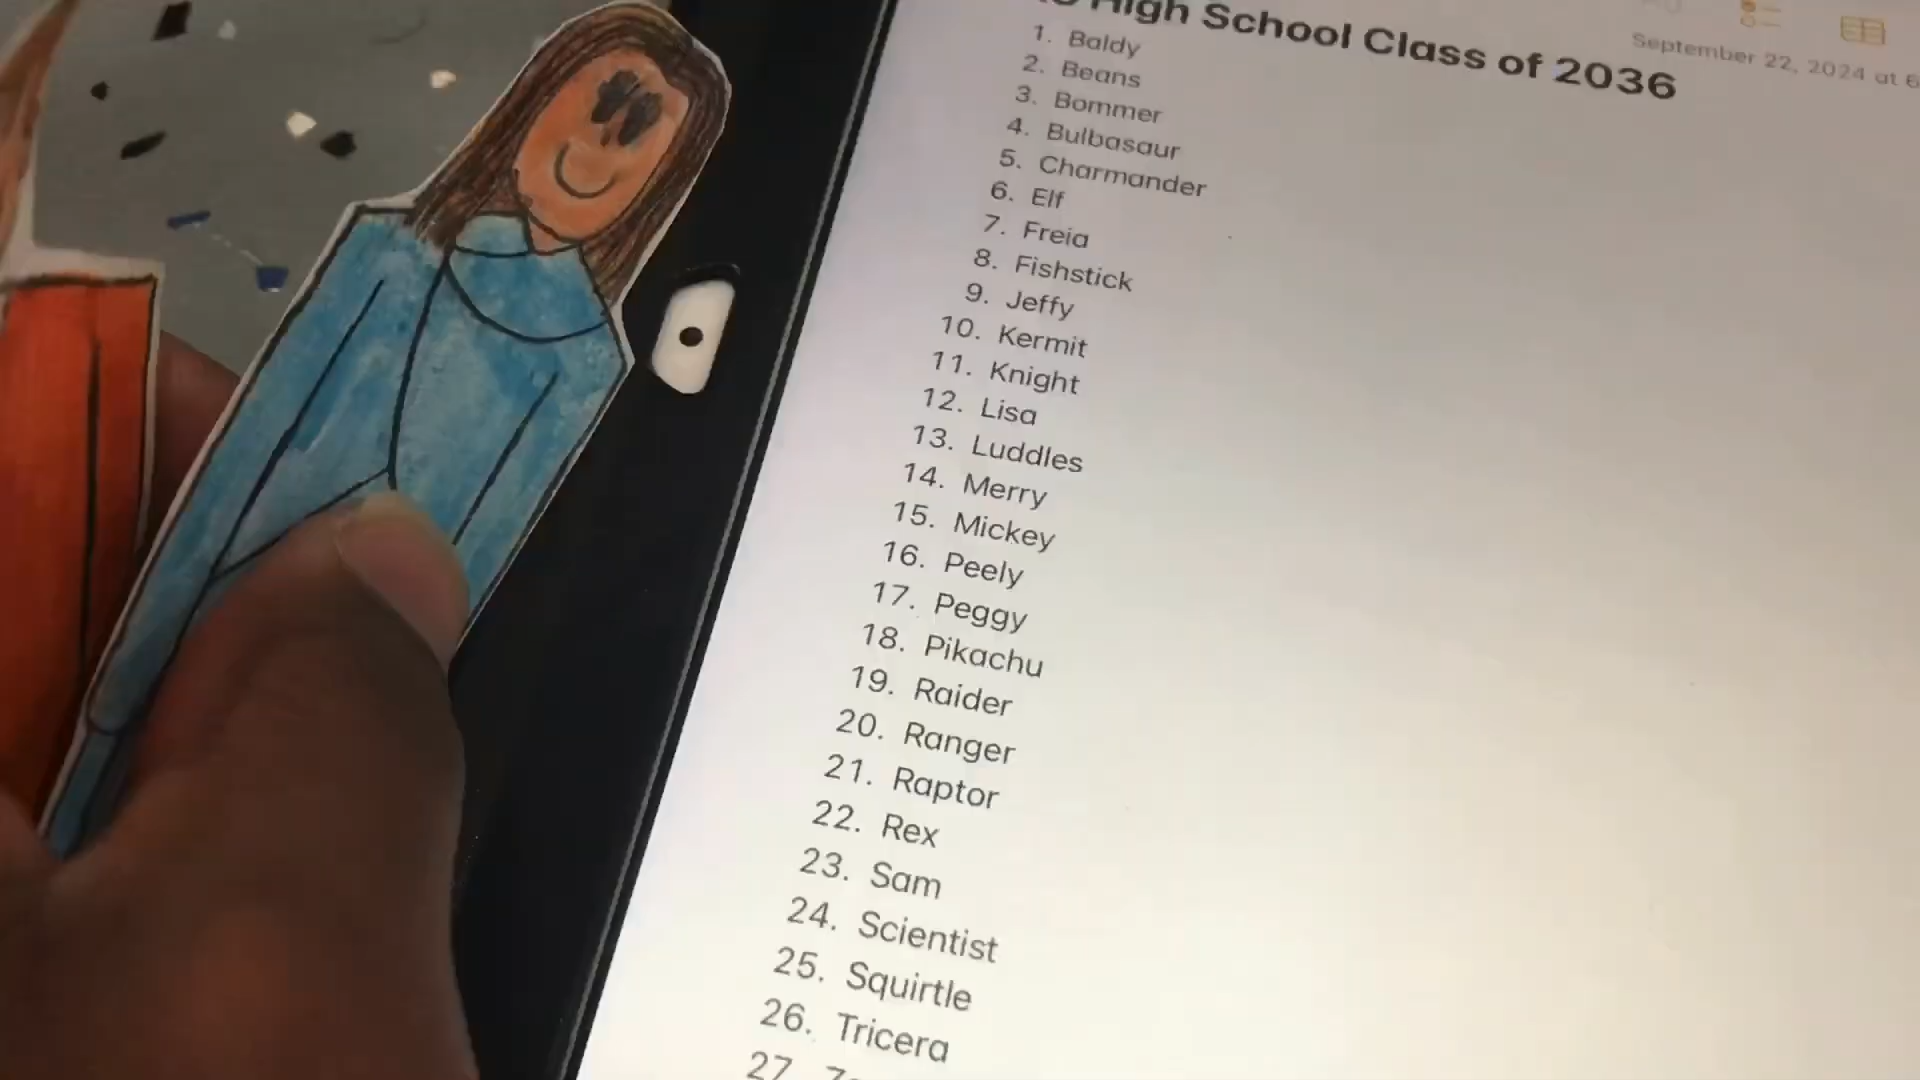 High School Class of 2036
September 22, 2024 at 6
1. Baldy
2. Beans
3. Bommer
4. Bulbasaur
5. Charmander
6. Elf
7. Freia
8. Fishstick
9. Jeffy
10. Kermit
11. Knight
12. Lisa
13. Luddles
14. Merry
15. Mickey
16. Peely
17. Peggy
18. Pikachu
19. Raider
20. Ranger
21. Raptor
22. Rex
23. Sam
24. Scientist
25. Squirtle
26. Tricera
27.